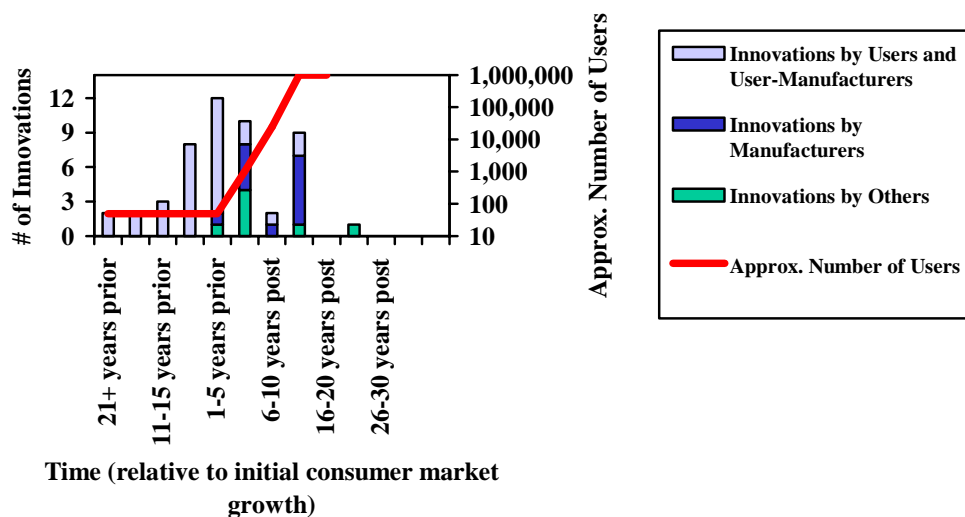 # of Innovations
12
9
6
3
0
1,000,000
100,000
10,000
1,000
100
10
Approx. Number of Users
21+ years prior
11-15 years prior
1-5 years prior
6-10 years post
16-20 years post
26-30 years post
Time (relative to initial consumer market
growth)
Innovations by Users and
User-Manufacturers
Innovations by
Manufacturers
Innovations by Others
Approx. Number of Users